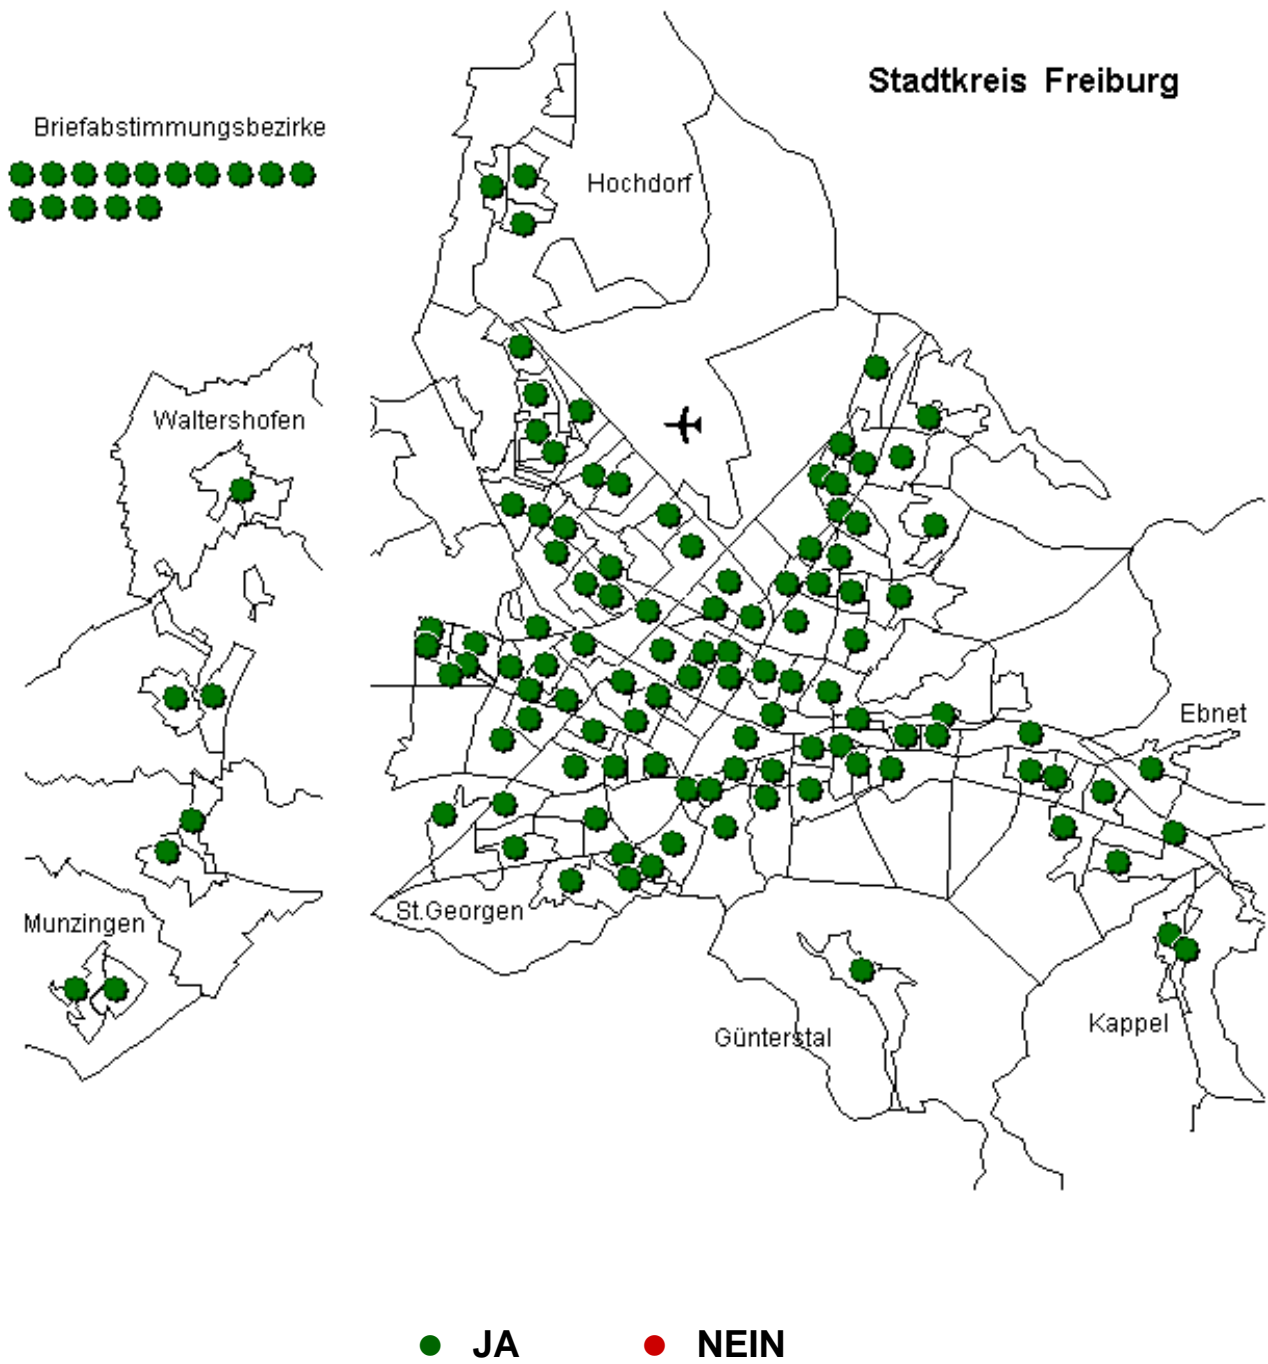 Stadtkreis Freiburg
Briefabstimmungsbezirke
Hochdorf
Waltershofen
Ebnet
Munzingen
St.Georgen
Günterstal
Kappel
JA
NEIN